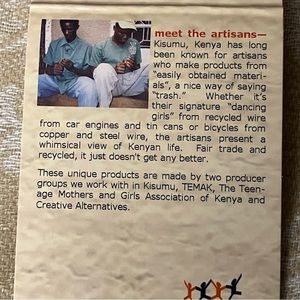 meet the artisans—
Kisumu, Kenya has long
been known for artisans
who make products from
"easily obtained materi-
als", a nice way of saying
"trash." Whether it's
their signature "dancing
girls" from recycled wire
from car engines and tin cans or bicycles from
copper and steel wire, the artisans present a
whimsical view of Kenyan life. Fair trade and
recycled, it just doesn't get any better.
These unique products are made by two producer
groups we work with in Kisumu, TEMAK, The Teen-
age Mothers and Girls Association of Kenya and
Creative Alternatives.